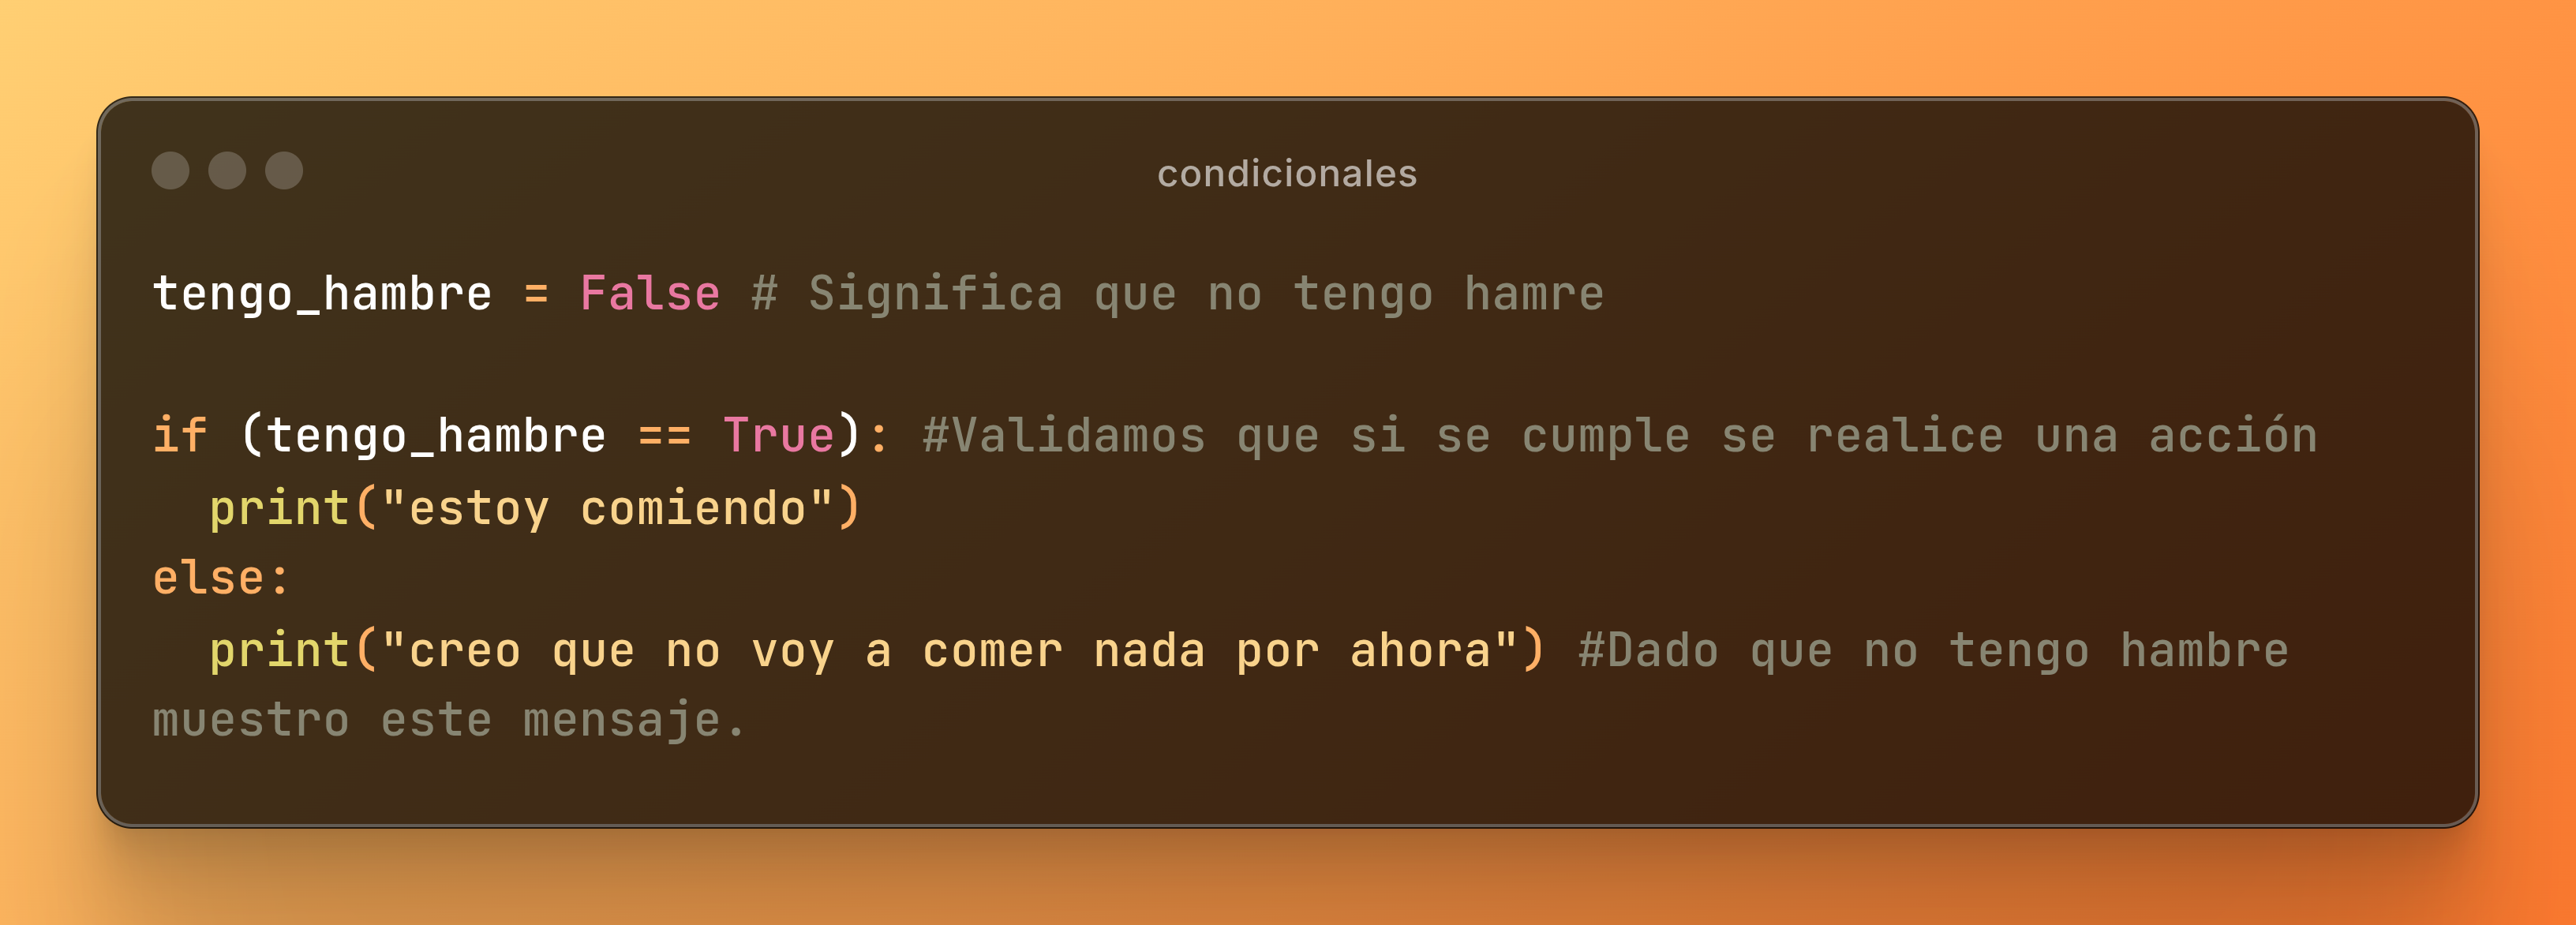 condicionales
tengo_hambre = False # Significa que no tengo hamre
if (tengo_hambre == True): #Validamos que si se cumple se realice una acción
  print("estoy comiendo")
else:
  print("creo que no voy a comer nada por ahora") #Dado que no tengo hambre
muestro este mensaje.